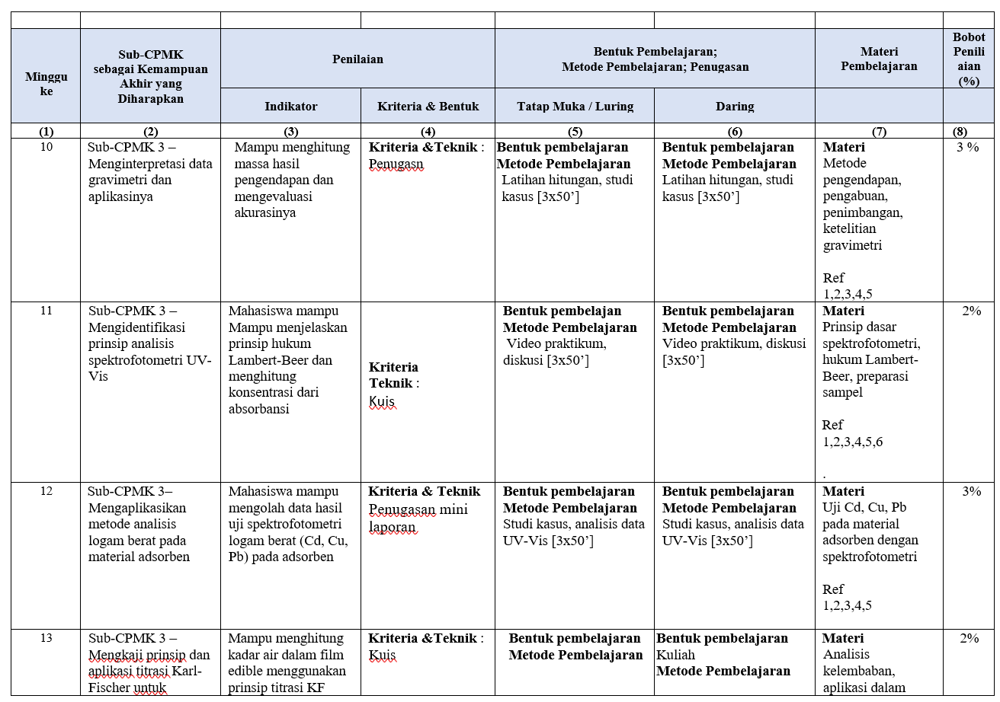 Minggu
ke
Sub-CPMK
sebagai Kemampuan
Akhir yang
Diharapkan
Penilaian
Bentuk Pembelajaran;
Metode Pembelajaran; Penugasan
Materi
Pembelajaran
Bobot
Penili
aian
(%)
Indikator
Kriteria & Bentuk
Tatap Muka / Luring
Daring
(1)
(2)
(3)
(4)
(5)
(6)
(7)
(8)
10
Sub-CPMK 3 –
Menginterpretasi data
gravimetri dan
aplikasinya
Mampu menghitung
massa hasil
pengendapan dan
mengevaluasi
akurasinya
Kriteria &Teknik :
Penugasn
Bentuk pembelajaran
Metode Pembelajaran
Latihan hitungan, studi
kasus [3x50’]
Bentuk pembelajaran
Metode Pembelajaran
Latihan hitungan, studi
kasus [3x50’]
Materi
Metode
pengendapan,
pengabuan,
penimbangan,
ketelitian
gravimetri
Ref
1,2,3,4,5
3 %
11
Sub-CPMK 3 –
Mengidentifikasi
prinsip analisis
spektrofotometri UV-
Vis
Mahasiswa mampu
Mampu menjelaskan
prinsip hukum
Lambert-Beer dan
menghitung
konsentrasi dari
absorbansi
Kriteria
Teknik :
Kuis
Bentuk pembelajan
Metode Pembelajaran
Video praktikum,
diskusi [3x50’]
Bentuk pembelajaran
Metode Pembelajaran
Video praktikum, diskusi
[3x50’]
Materi
Prinsip dasar
spektrofotometri,
hukum Lambert-
Beer, preparasi
sampel
Ref
1,2,3,4,5,6
.
2%
12
Sub-CPMK 3–
Mengaplikasikan
metode analisis
logam berat pada
material adsorben
Mahasiswa mampu
mengolah data hasil
uji spektrofotometri
logam berat (Cd, Cu,
Pb) pada adsorben
Kriteria & Teknik
Penugasan mini
laporan
Bentuk pembelajaran
Metode Pembelajaran
Studi kasus, analisis data
UV-Vis [3x50’]
Bentuk pembelajaran
Metode Pembelajaran
Studi kasus, analisis data
UV-Vis [3x50’]
Materi
Uji Cd, Cu, Pb
pada material
adsorben dengan
spektrofotometri
Ref
1,2,3,4,5
3%
13
Sub-CPMK 3 –
Mengkaji prinsip dan
aplikasi titrasi Karl-
Fischer untuk
Mampu menghitung
kadar air dalam film
edible menggunakan
prinsip titrasi KF
Kriteria &Teknik :
Kuis
Bentuk pembelajaran
Metode Pembelajaran
Bentuk pembelajaran
Kuliah
Metode Pembelajaran
Materi
Analisis
kelembaban,
aplikasi dalam
2%